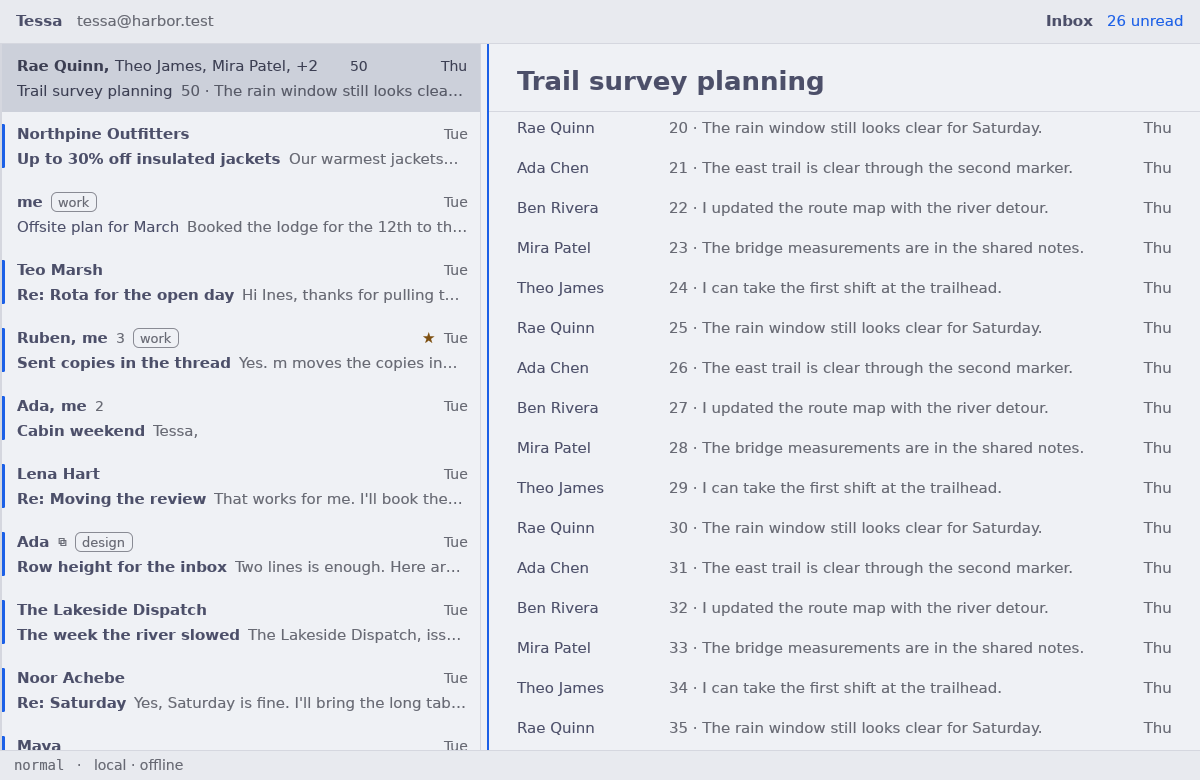 Tessa tessa@harbor.test
Inbox 26 unread
Rae Quinn, Theo James, Mira Patel, +2 50 Thu
Trail survey planning 50 · The rain window still looks clea…
Northpine Outfitters Tue
Up to 30% off insulated jackets Our warmest jackets…
me work Tue
Offsite plan for March Booked the lodge for the 12th to th…
Teo Marsh Tue
Re: Rota for the open day Hi Ines, thanks for pulling t…
Ruben, me 3 work ★ Tue
Sent copies in the thread Yes. m moves the copies in…
Ada, me 2 Tue
Cabin weekend Tessa,
Lena Hart Tue
Re: Moving the review That works for me. I'll book the…
Ada design Tue
Row height for the inbox Two lines is enough. Here ar…
The Lakeside Dispatch Tue
The week the river slowed The Lakeside Dispatch, iss…
Noor Achebe Tue
Re: Saturday Yes, Saturday is fine. I'll bring the long tab…
Maya Tue
Trail survey planning
Rae Quinn 20 · The rain window still looks clear for Saturday. Thu
Ada Chen 21 · The east trail is clear through the second marker. Thu
Ben Rivera 22 · I updated the route map with the river detour. Thu
Mira Patel 23 · The bridge measurements are in the shared notes. Thu
Theo James 24 · I can take the first shift at the trailhead. Thu
Rae Quinn 25 · The rain window still looks clear for Saturday. Thu
Ada Chen 26 · The east trail is clear through the second marker. Thu
Ben Rivera 27 · I updated the route map with the river detour. Thu
Mira Patel 28 · The bridge measurements are in the shared notes. Thu
Theo James 29 · I can take the first shift at the trailhead. Thu
Rae Quinn 30 · The rain window still looks clear for Saturday. Thu
Ada Chen 31 · The east trail is clear through the second marker. Thu
Ben Rivera 32 · I updated the route map with the river detour. Thu
Mira Patel 33 · The bridge measurements are in the shared notes. Thu
Theo James 34 · I can take the first shift at the trailhead. Thu
Rae Quinn 35 · The rain window still looks clear for Saturday. Thu
normal · local · offline